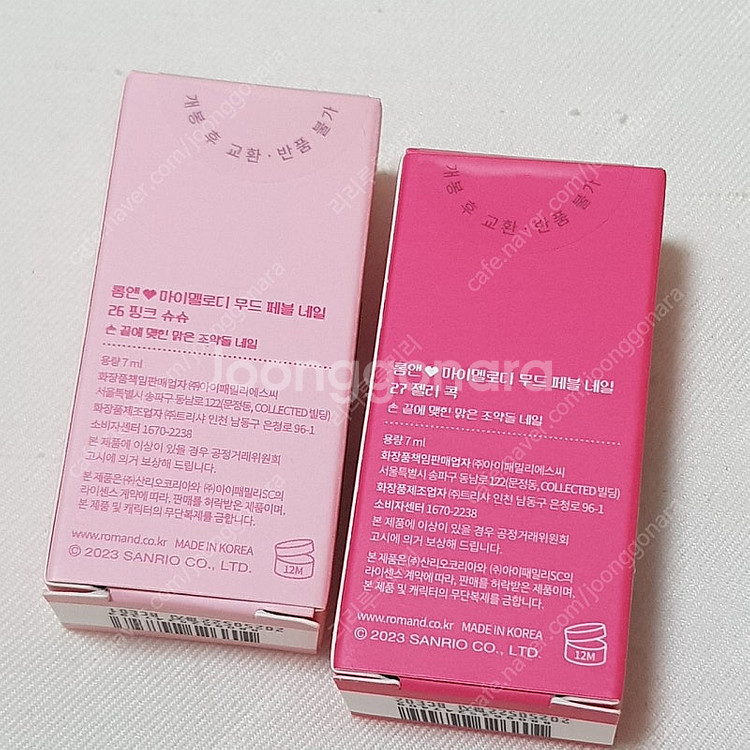 개봉 후 교환·반품 불가
롬앤♥마이멜로디 무드 페블 네일
26 핑크 슈슈
손 끝에 맺힌 맑은 조약돌 네일
용량 7 ml
화장품책임판매업자 ㈜아이패밀리에스씨
서울특별시 송파구 동남로 122(문정동, COLLECTED 빌딩)
화장품제조업자 ㈜트리샤 인천 남동구 은청로 96-1
소비자센터 1670-2238
본 제품에 이상이 있을 경우 공정거래위원회
고시에 의거 보상해 드립니다.
본 제품은 ㈜산리오코리아와 ㈜아이패밀리SC의
라이센스 계약에 따라, 판매를 허락받은 제품이며,
본 제품 및 캐릭터의 무단복제를 금합니다.
www.romand.co.kr MADE IN KOREA
© 2023 SANRIO CO., LTD.
12M
개봉 후 교환·반품 불가
롬앤♥마이멜로디 무드 페블 네일
27 젤리 콕
손 끝에 맺힌 맑은 조약돌 네일
용량 7 ml
화장품책임판매업자 ㈜아이패밀리에스씨
서울특별시 송파구 동남로 122(문정동, COLLECTED 빌딩)
화장품제조업자 ㈜트리샤 인천 남동구 은청로 96-1
소비자센터 1670-2238
본 제품에 이상이 있을 경우 공정거래위원회
고시에 의거 보상해 드립니다.
본 제품은 ㈜산리오코리아와 ㈜아이패밀리SC의
라이센스 계약에 따라, 판매를 허락받은 제품이며,
본 제품 및 캐릭터의 무단복제를 금합니다.
www.romand.co.kr MADE IN KOREA
© 2023 SANRIO CO., LTD.
12M
joonggonara
cafe.naver.com/joonggonara